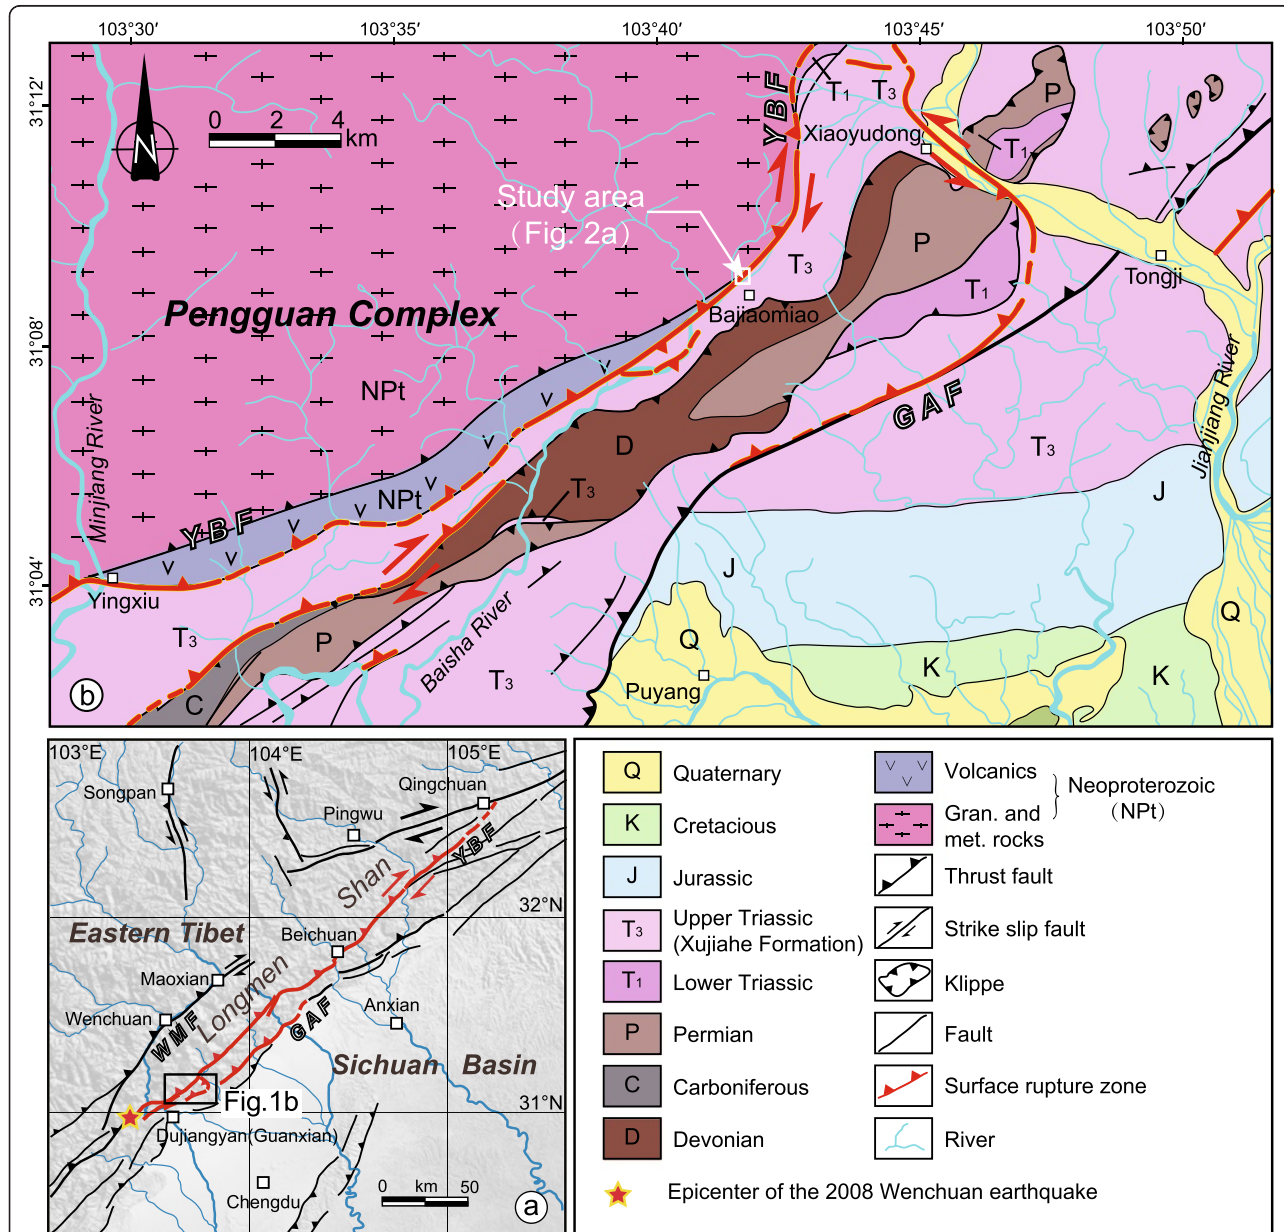 103°30′
103°35′
103°40′
103°45′
103°50′
31°12′
31°08′
31°04′
N
0 2 4 km
YBF
T1
T3
P
Xiaoyudong
T1
Study area
(Fig. 2a)
P
T3
T1
Tongji
Bajiaomiao
Pengguan Complex
NPt
GAF
Jianjiang River
Minjiang River
D
T3
NPt
T3
J
YBF
J
Yingxiu
T3
P
Baisha River
Q
Q
K
K
T3
Puyang
C
b
103°E
104°E
105°E
Songpan
Qingchuan
Pingwu
YBF
Shan
32°N
Eastern Tibet
Beichuan
Maoxian
Longmen
Anxian
Wenchuan
WMF
GAF
Sichuan Basin
Fig.1b
31°N
Dujiangyan(Guanxian)
Chengdu
0 km 50
a
Q Quaternary
K Cretacious
J Jurassic
T3 Upper Triassic
(Xujiahe Formation)
T1 Lower Triassic
P Permian
C Carboniferous
D Devonian
Volcanics
Gran. and
met. rocks
Neoproterozoic
(NPt)
Thrust fault
Strike slip fault
Klippe
Fault
Surface rupture zone
River
Epicenter of the 2008 Wenchuan earthquake